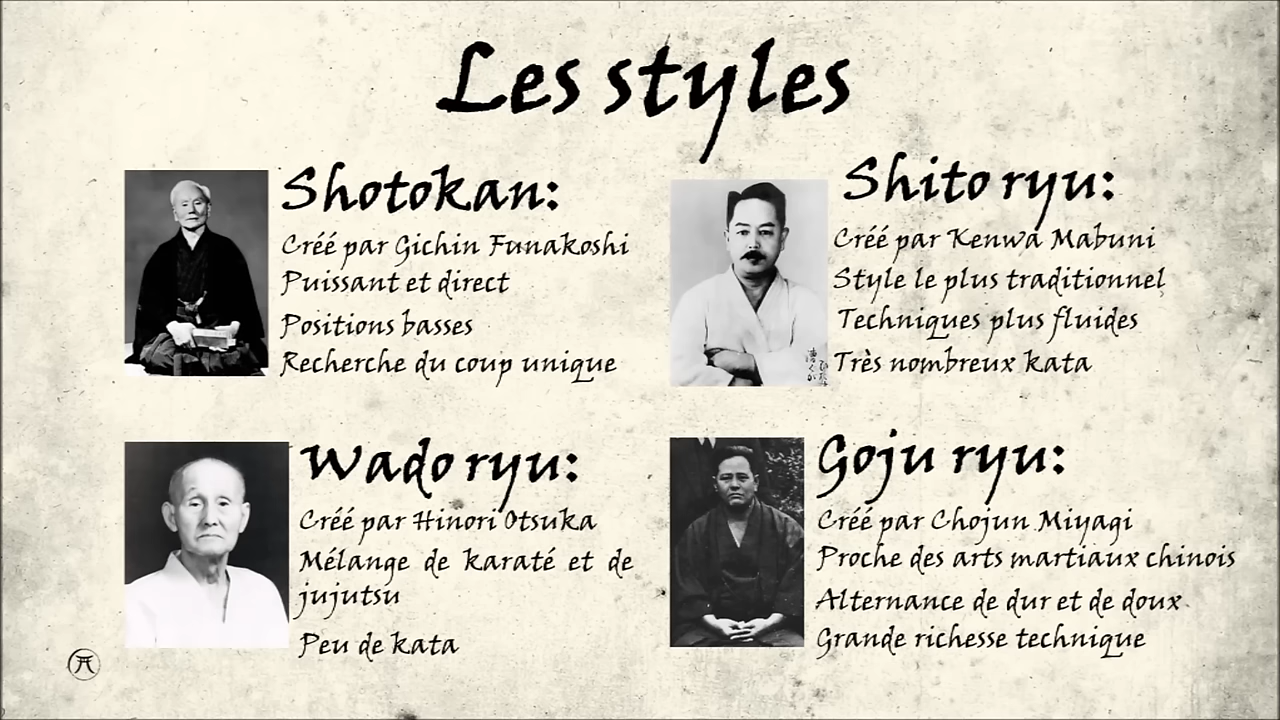 Les styles
Shotokan:
Créé par Gichin Funakoshi
Puissant et direct
Positions basses
Recherche du coup unique
Shito ryu:
Créé par Kenwa Mabuni
Style le plus traditionnel
Techniques plus fluides
Très nombreux kata
Wado ryu:
Créé par Hinori Otsuka
Mélange de karaté et de
jujutsu
Peu de kata
Goju ryu:
Créé par Chojun Miyagi
Proche des arts martiaux chinois
Alternance de dur et de doux
Grande richesse technique